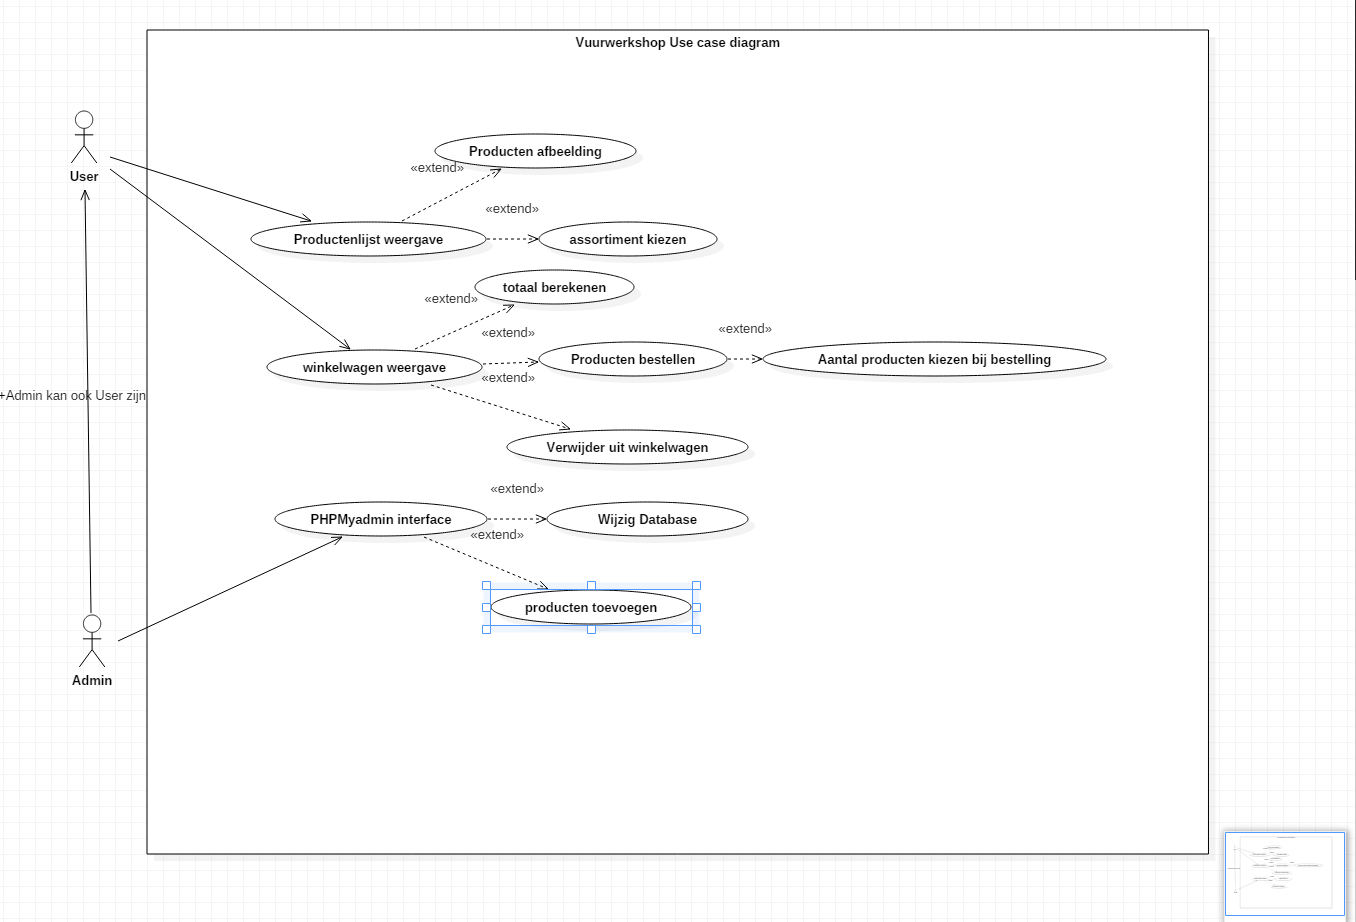 Vuurwerkshop Use case diagram
User
«extend»
Producten afbeelding
«extend»
Productenlijst weergave
assortiment kiezen
totaal berekenen
«extend»
«extend»
«extend»
winkelwagen weergave
Producten bestellen
Aantal producten kiezen bij bestelling
«extend»
+Admin kan ook User zijn
Verwijder uit winkelwagen
«extend»
PHPMyadmin interface
Wijzig Database
«extend»
producten toevoegen
Admin